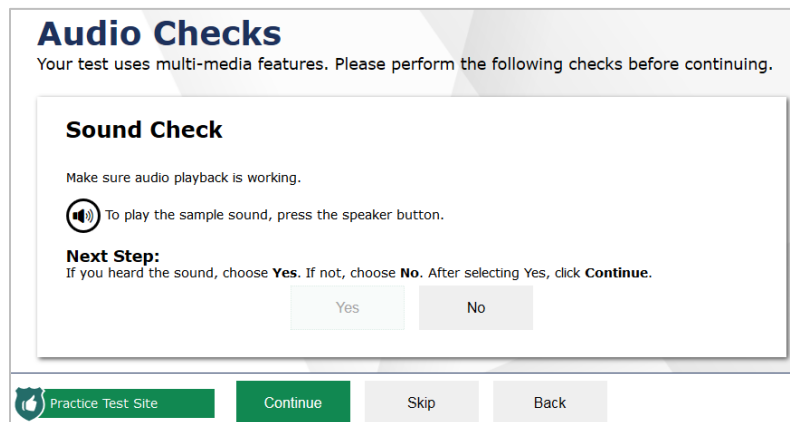 Audio Checks
Your test uses multi-media features. Please perform the following checks before continuing.
Sound Check
Make sure audio playback is working.
To play the sample sound, press the speaker button.
Next Step:
If you heard the sound, choose Yes. If not, choose No. After selecting Yes, click Continue.
Yes No
Practice Test Site Continue Skip Back